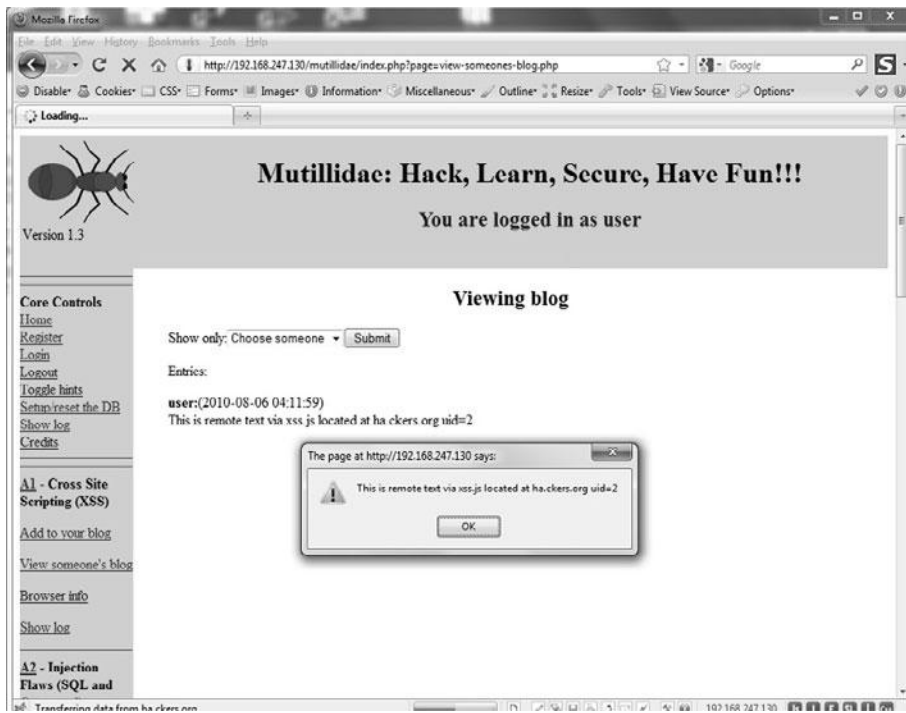 Mozilla Firefox
File Edit View History Bookmarks Tools Help
http://192.168.247.130/mutillidae/index.php?page=view-someones-blog.php
Google
Disable Cookies CSS Forms Images Information Miscellaneous Outline Resize Tools View Source Options
Loading...
Mutillidae: Hack, Learn, Secure, Have Fun!!!
You are logged in as user
Version 1.3
Core Controls
Home
Register
Login
Logout
Toggle hints
Setup/reset the DB
Show log
Credits
A1 - Cross Site
Scripting (XSS)
Add to your blog
View someone's blog
Browser info
Show log
A2 - Injection
Flaws (SQL and
Viewing blog
Show only: Choose someone Submit
Entries:
user:(2010-08-06 04:11:59)
This is remote text via xss.js located at ha.ckers.org uid=2
The page at http://192.168.247.130 says:
This is remote text via xss.js located at ha.ckers.org uid=2
OK
Transferring data from ha.ckers.org
192.168.247.130